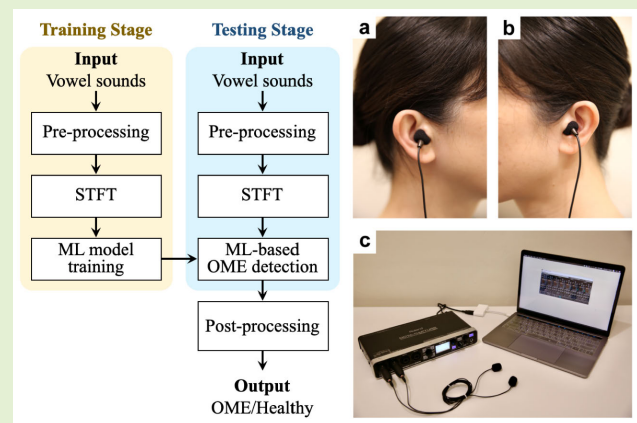 Training Stage
Input
Vowel sounds
Pre-processing
STFT
ML model
training
Testing Stage
Input
Vowel sounds
Pre-processing
STFT
ML-based
OME detection
Post-processing
Output
OME/Healthy
a
b
c